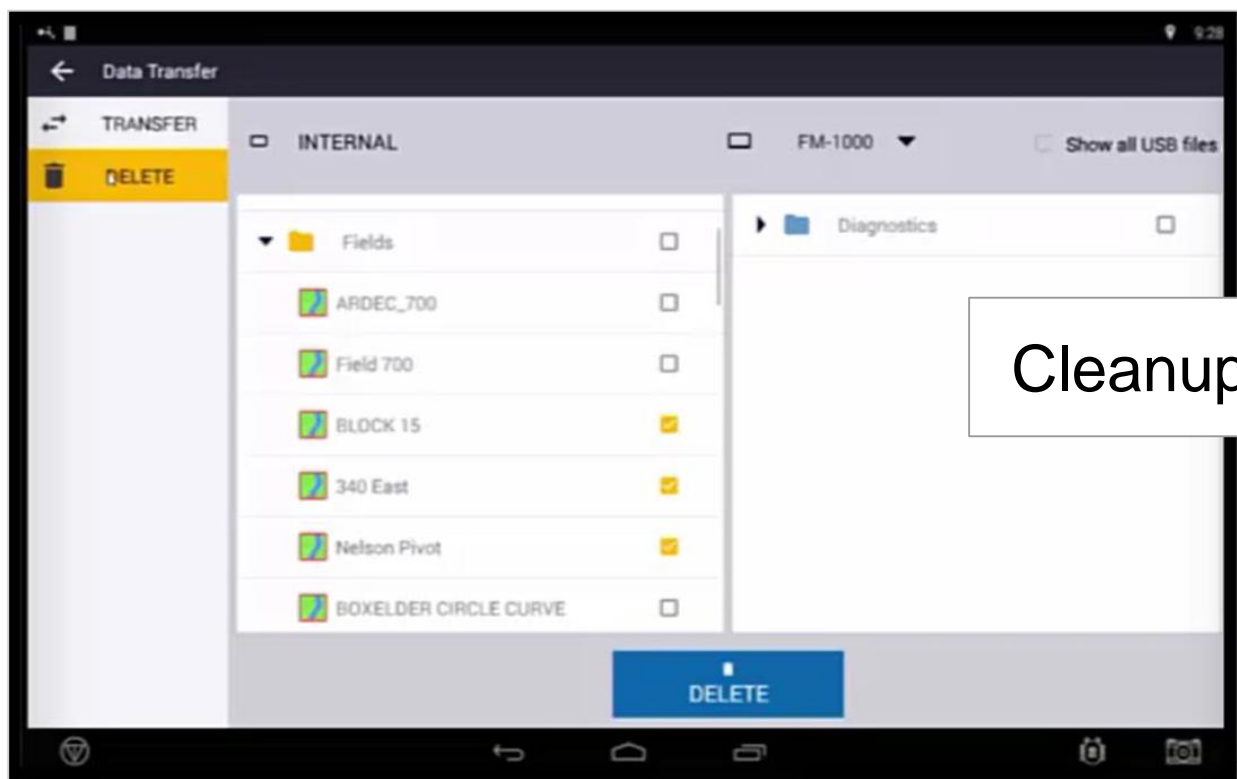 9:28
Data Transfer
TRANSFER
DELETE
INTERNAL
FM-1000
Show all USB files
Fields
ARDEC_700
Field 700
BLOCK 15
340 East
Nelson Pivot
BOXELDER CIRCLE CURVE
Diagnostics
Cleanup
DELETE